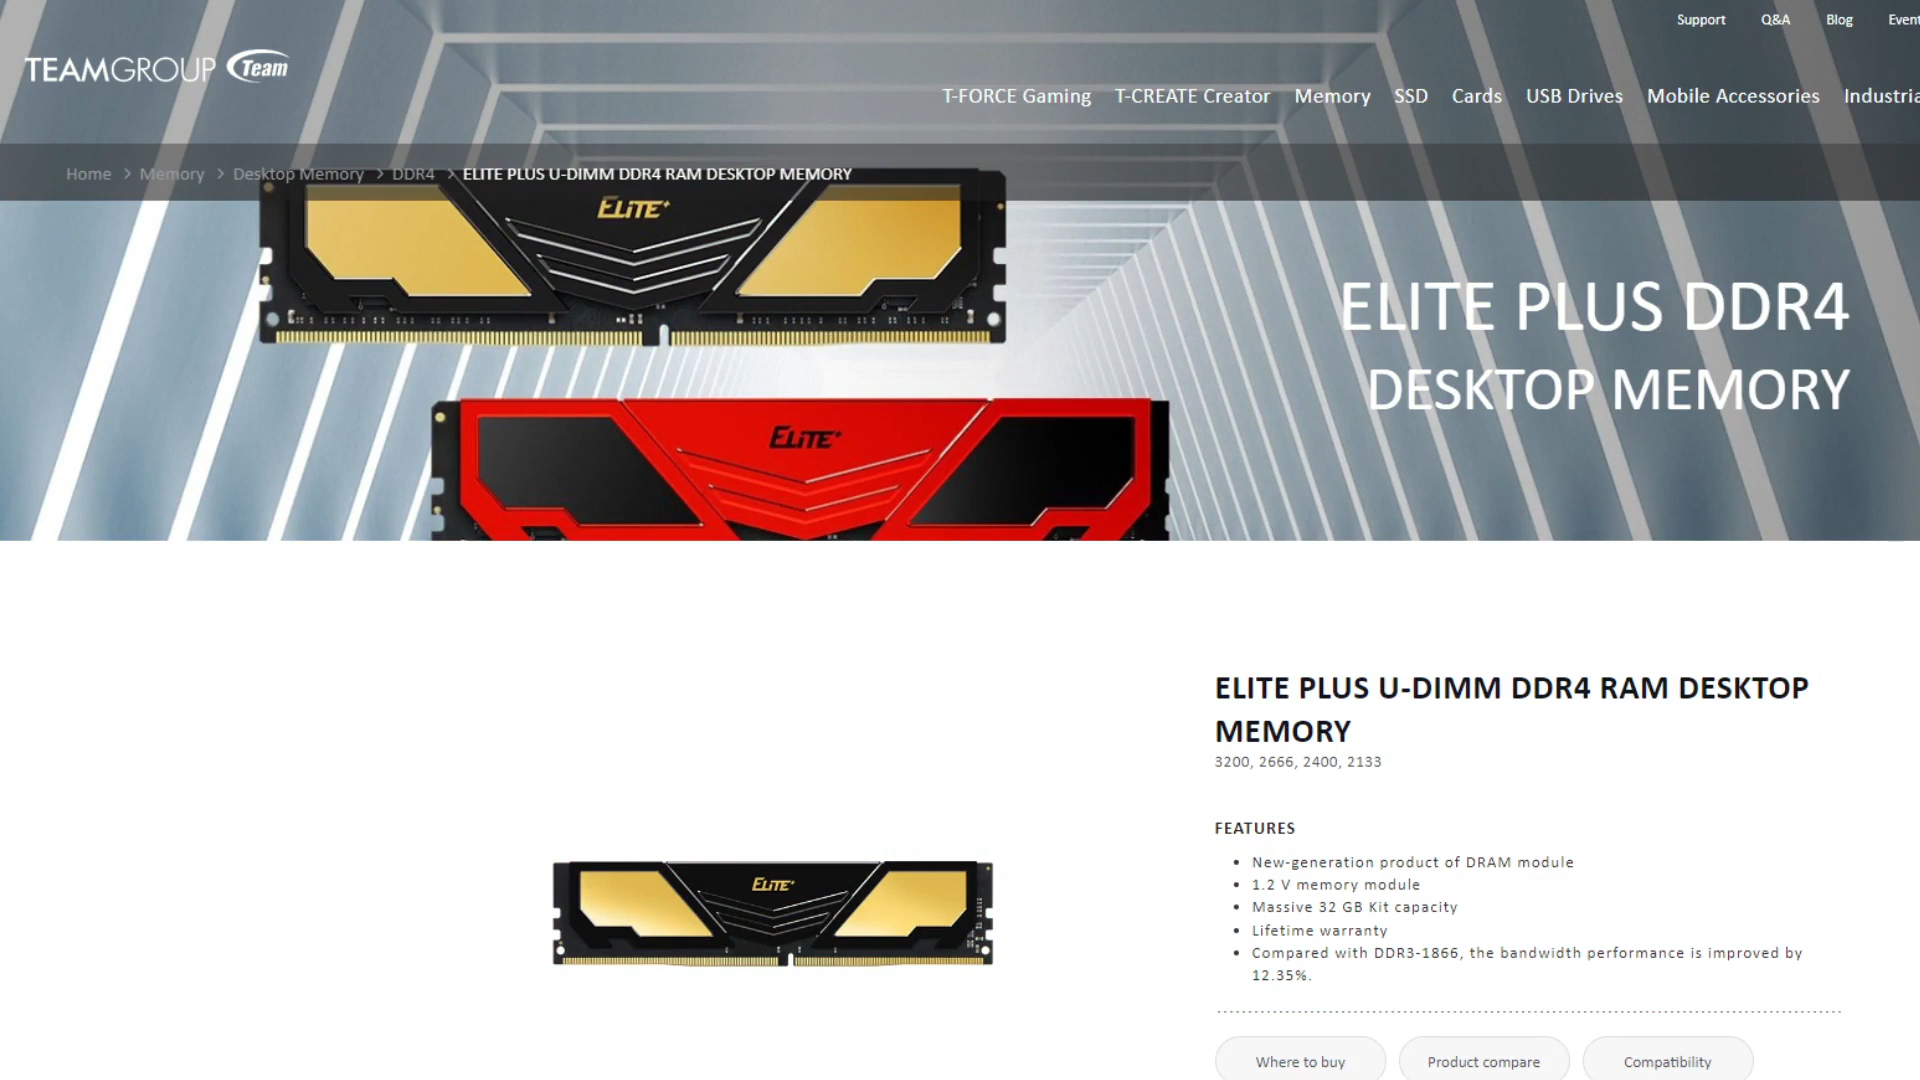 Support Q&A Blog Event
TEAMGROUP Team
T-FORCE Gaming T-CREATE Creator Memory SSD Cards USB Drives Mobile Accessories Industria
Home > Memory > Desktop Memory > DDR4 > ELITE PLUS U-DIMM DDR4 RAM DESKTOP MEMORY
ELITE+
ELITE PLUS DDR4
DESKTOP MEMORY
ELITE+
ELITE PLUS U-DIMM DDR4 RAM DESKTOP
MEMORY
3200, 2666, 2400, 2133
FEATURES
• New-generation product of DRAM module
• 1.2 V memory module
• Massive 32 GB Kit capacity
• Lifetime warranty
• Compared with DDR3-1866, the bandwidth performance is improved by
12.35%.
ELITE+
Where to buy Product compare Compatibility